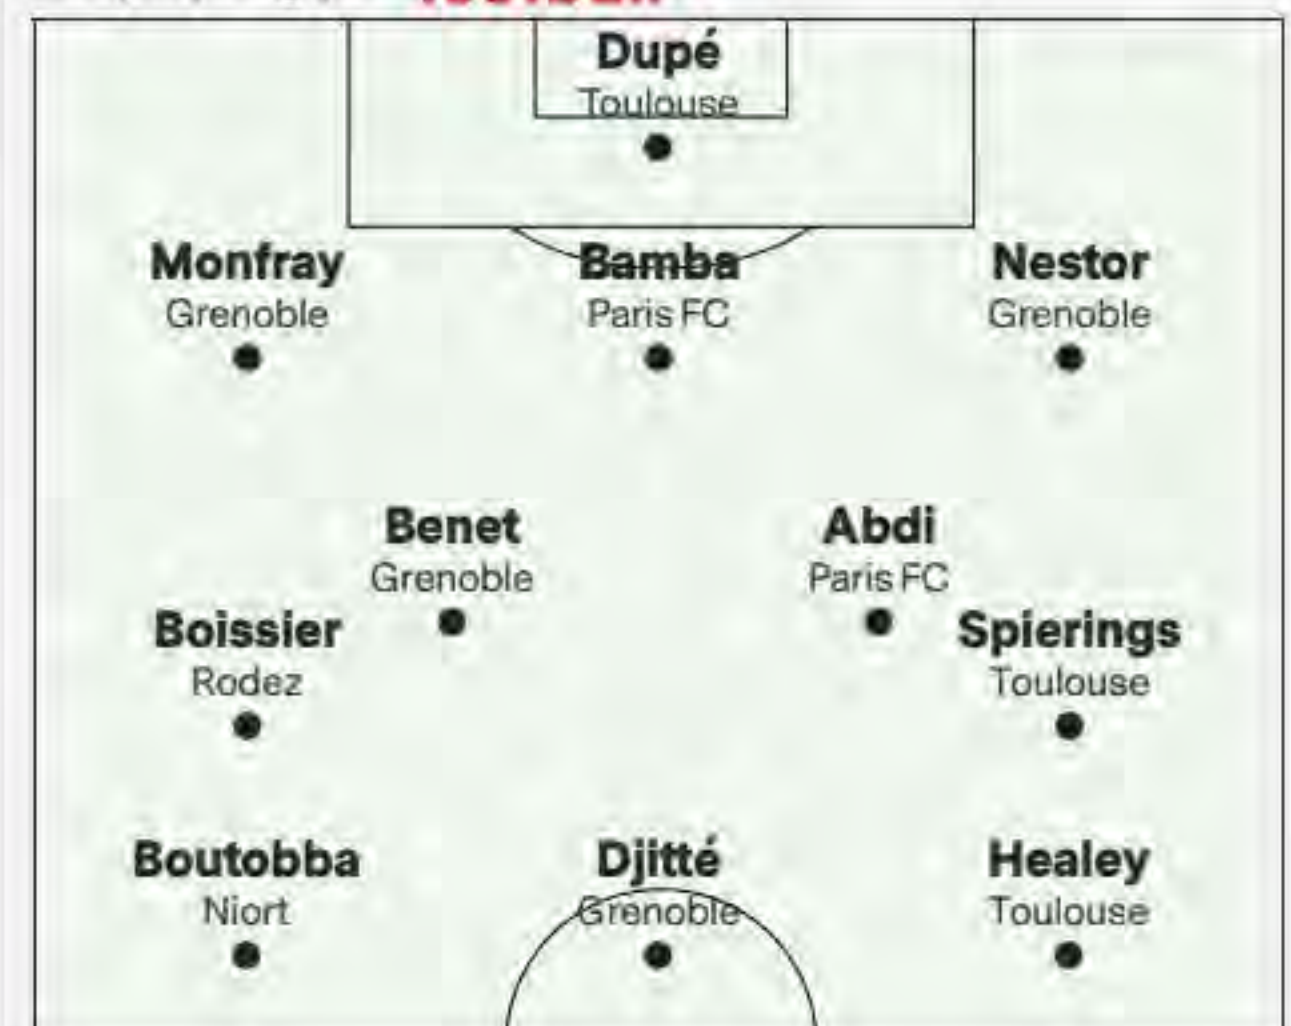 Dupé
Toulouse
Monfray
Grenoble
Bamba
Paris FC
Nestor
Grenoble
Benet
Grenoble
Abdi
Paris FC
Boissier
Rodez
Spierings
Toulouse
Boutobba
Niort
Djitté
Grenoble
Healey
Toulouse